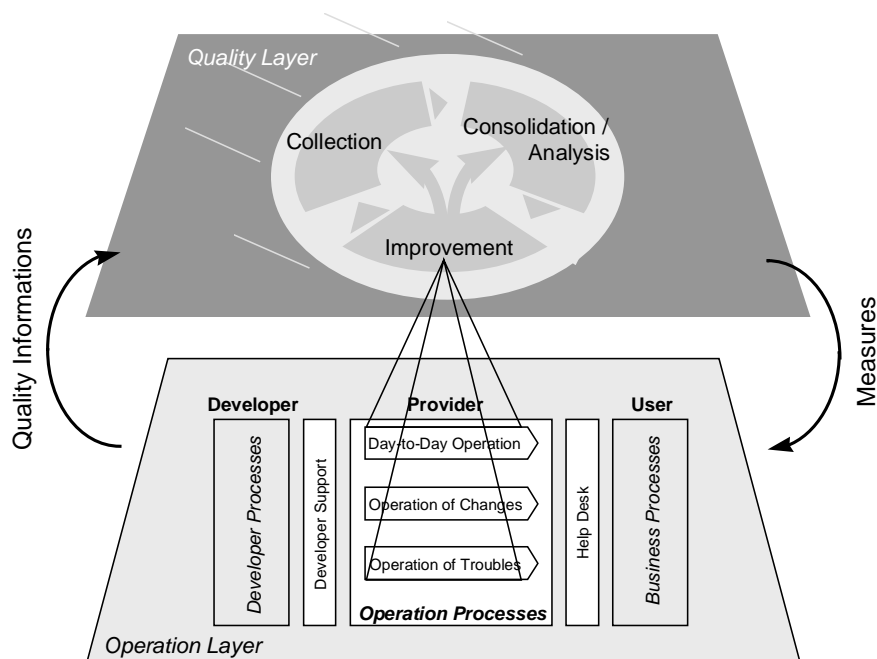 Quality Layer
Collection
Consolidation /
Analysis
Improvement
Quality Informations
Measures
Developer
Provider
User
Developer Processes
Developer Support
Day-to-Day Operation
Operation of Changes
Operation of Troubles
Operation Processes
Help Desk
Business Processes
Operation Layer